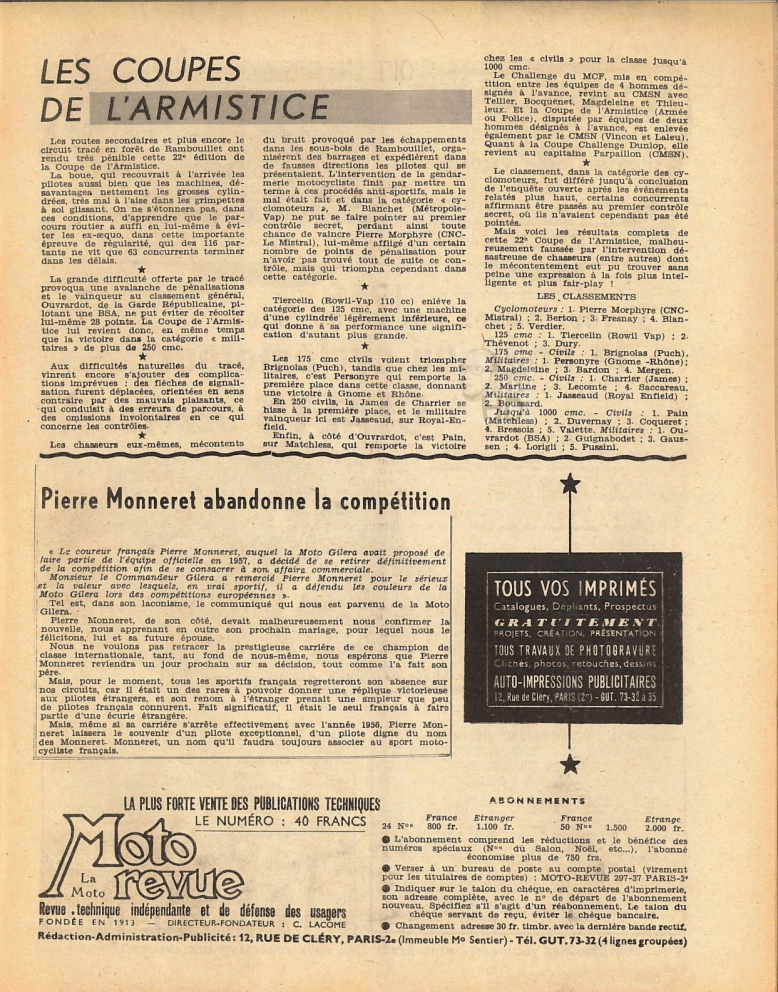 LES COUPES
DE L'ARMISTICE
Les routes secondaires et plus encore le
circuit tracé en forêt de Rambouillet ont
rendu très pénible cette 22e édition de
la Coupe de l'Armistice.
La boue, qui recouvrait à l'arrivée les
pilotes aussi bien que les machines, dé-
savantagea nettement les grosses cylin-
drées, très mal à l'aise dans les grimpettes
à sol glissant. On ne s'étonnera pas, dans
ces conditions, d'apprendre que le par-
cours routier a suffi en lui-même à évi-
ter les ex-æquo, dans cette importante
épreuve de régularité, qui des 116 par-
tants ne vit que 63 concurrents terminer
dans les délais.
★
La grande difficulté offerte par le tracé
provoqua une avalanche de pénalisations
et le vainqueur au classement général,
Ouvrardot, de la Garde Républicaine, pi-
lotant une BSA, ne put éviter de récolter
lui-même 28 points. La Coupe de l'Armis-
tice lui revient donc, en même temps
que la victoire dans la catégorie « mili-
taires » de plus de 250 cmc.
★
Aux difficultés naturelles du tracé,
vinrent encore s'ajouter des complica-
tions imprévues : des flèches de signali-
sation furent déplacées, orientées en sens
contraire par des mauvais plaisants, ce
qui conduisit à des erreurs de parcours, à
des omissions involontaires en ce qui
concerne les contrôles.
★
Les chasseurs eux-mêmes, mécontents
du bruit provoqué par les échappements
dans les sous-bois de Rambouillet, orga-
nisèrent des barrages et expédièrent dans
de fausses directions les pilotes qui se
présentaient. L'intervention de la gendar-
merie motocycliste finit par mettre un
terme à ces procédés anti-sportifs, mais le
mal était fait et dans la catégorie « cy-
clomoteurs », M. Blanchet (Métropole-
Vap) ne put se faire pointer au premier
contrôle secret, perdant ainsi toute
chance de vaincre Pierre Morphyre (CNC-
Le Mistral), lui-même affligé d'un certain
nombre de points de pénalisation pour
n'avoir pas trouvé tout de suite ce con-
trôle, mais qui triompha cependant dans
cette catégorie.
★
Tiercelin (Rowil-Vap 110 cc) enlève la
catégorie des 125 cmc, avec une machine
d'une cylindrée légèrement inférieure, ce
qui donne à sa performance une signifi-
cation d'autant plus grande.
★
Les 175 cmc civils voient triompher
Brignolas (Puch), tandis que chez les mi-
litaires, c'est Personyre qui remporte la
première place dans cette classe, donnant
une victoire à Gnome et Rhône.
En 250 civils, la James de Charrier se
hisse à la première place, et le militaire
vainqueur ici est Jasseaud, sur Royal-En-
field.
Enfin, à côté d'Ouvrardot, c'est Pain,
sur Matchless, qui remporte la victoire
chez les « civils » pour la classe jusqu'à
1000 cmc.
Le Challenge du MCF, mis en compé-
tition entre les équipes de 4 hommes dé-
signés à l'avance, revint au CMSN avec
Tellier, Bocquenet, Magdeleine et Thieu-
leux. Et la Coupe de l'Armistice (Armée
ou Police), disputée par équipes de deux
hommes désignés à l'avance, est enlevée
également par le CMSN (Vincon et Laleu).
Quant à la Coupe Challenge Dunlop, elle
revient au capitaine Parpaillon (CMSN).
★
Le classement, dans la catégorie des cy-
clomoteurs, fut différé jusqu'à conclusion
de l'enquête ouverte après les événements
relatés plus haut, certains concurrents
affirmant être passés au premier contrôle
secret, où ils n'avaient cependant pas été
pointés.
Mais voici les résultats complets de
cette 22e Coupe de l'Armistice, malheu-
reusement faussée par l'intervention dé-
sastreuse de chasseurs (entre autres) dont
le mécontentement eut pu trouver sans
peine une expression à la fois plus intel-
ligente et plus fair-play !
LES CLASSEMENTS
Cyclomoteurs : 1. Pierre Morphyre (CNC-
Mistral) ; 2. Berton ; 3. Fresnay ; 4. Blan-
chet ; 5. Verdier.
125 cmc : 1. Tiercelin (Rowil Vap) ; 2.
Thévenot ; 3. Dury.
175 cmc - Civils : 1. Brignolas (Puch).
Militaires : 1. Personyre (Gnome-Rhône);
2. Magdeleine ; 3. Bardon ; 4. Mergen.
250 cmc. - Civils : 1. Charrier (James) ;
2. Martine ; 3. Lecomte ; 4. Saccareau.
Militaires : 1. Jasseaud (Royal Enfield) ;
2. Boussard.
Jusqu'à 1000 cmc. - Civils : 1. Pain
(Matchless) ; 2. Duvernay ; 3. Coqueret ;
4. Bressois ; 5. Valette. Militaires : 1. Ou-
vrardot (BSA) ; 2. Guignabodet ; 3. Gaus-
sen ; 4. Lorigli ; 5. Pussini.
Pierre Monneret abandonne la compétition
« Le coureur français Pierre Monneret, auquel la Moto Gilera avait proposé de
faire partie de l'équipe officielle en 1957, a décidé de se retirer définitivement
de la compétition afin de se consacrer à son affaire commerciale.
Monsieur le Commandeur Gilera a remercié Pierre Monneret pour le sérieux
et la valeur avec lesquels, en vrai sportif, il a défendu les couleurs de la
Moto Gilera lors des compétitions européennes ».
Tel est, dans son laconisme, le communiqué qui nous est parvenu de la Moto
Gilera.
Pierre Monneret, de son côté, devait malheureusement nous confirmer la
nouvelle, nous apprenant en outre son prochain mariage, pour lequel nous le
félicitons, lui et sa future épouse.
Nous ne voulons pas retracer la prestigieuse carrière de ce champion de
classe internationale, tant, au fond de nous-même, nous espérons que Pierre
Monneret reviendra un jour prochain sur sa décision, tout comme l'a fait son
père.
Mais, pour le moment, tous les sportifs français regretteront son absence sur
nos circuits, car il était un des rares à pouvoir donner une réplique victorieuse
aux pilotes étrangers, et son renom à l'étranger prenait une ampleur que peu
de pilotes français connurent. Fait significatif, il était le seul français à faire
partie d'une écurie étrangère.
Mais, même si sa carrière s'arrête effectivement avec l'année 1956, Pierre Mon-
neret laissera le souvenir d'un pilote exceptionnel, d'un pilote digne du nom
des Monneret. Monneret, un nom qu'il faudra toujours associer au sport moto-
cycliste français.
TOUS VOS IMPRIMÉS
Catalogues, Dépliants, Prospectus
GRATUITEMENT
PROJETS, CRÉATION, PRÉSENTATION
TOUS TRAVAUX DE PHOTOGRAVURE
Clichés, photos, retouches, dessins
AUTO-IMPRESSIONS PUBLICITAIRES
12, Rue de Cléry, PARIS (2e) - GUT. 73-32 à 35
LA PLUS FORTE VENTE DES PUBLICATIONS TECHNIQUES
LE NUMÉRO : 40 FRANCS
Moto
La Moto revue
Revue technique indépendante et de défense des usagers
FONDÉE EN 1913 — DIRECTEUR-FONDATEUR : C. LACOME
ABONNEMENTS
France Etranger France Etrange
24 Nos 800 fr. 1.100 fr. 50 Nos 1.500 2.000 fr.
● L'abonnement comprend les réductions et le bénéfice des
numéros spéciaux (Nos du Salon, Noël, etc...), l'abonné
économise plus de 750 frs.
● Verser à un bureau de poste au compte postal (virement
pour les titulaires de comptes) : MOTO-REVUE 297-37 PARIS-2e
● Indiquer sur le talon du chèque, en caractères d'imprimerie,
son adresse complète, avec le n° de départ de l'abonnement
nouveau. Spécifiez s'il s'agit d'un réabonnement. Le talon du
chèque servant de reçu, éviter le chèque bancaire.
● Changement adresse 30 fr. timbr. avec la dernière bande rectif.
Rédaction-Administration-Publicité : 12, RUE DE CLÉRY, PARIS-2e (Immeuble Mo Sentier) - Tél. GUT. 73-32 (4 lignes groupées)